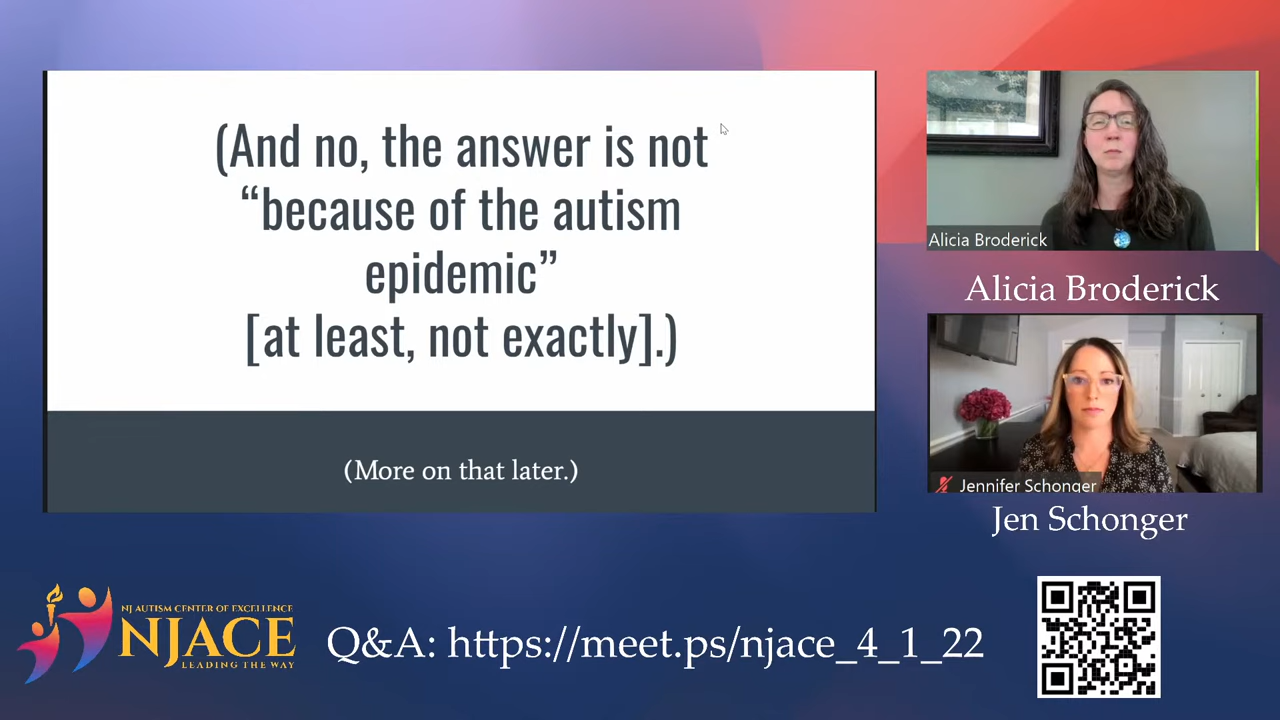 (And no, the answer is not
“because of the autism
epidemic”
[at least, not exactly].)
(More on that later.)
Alicia Broderick
Alicia Broderick
Jennifer Schonger
Jen Schonger
NJ AUTISM CENTER OF EXCELLENCE
NJACE
LEADING THE WAY
Q&A: https://meet.ps/njace_4_1_22